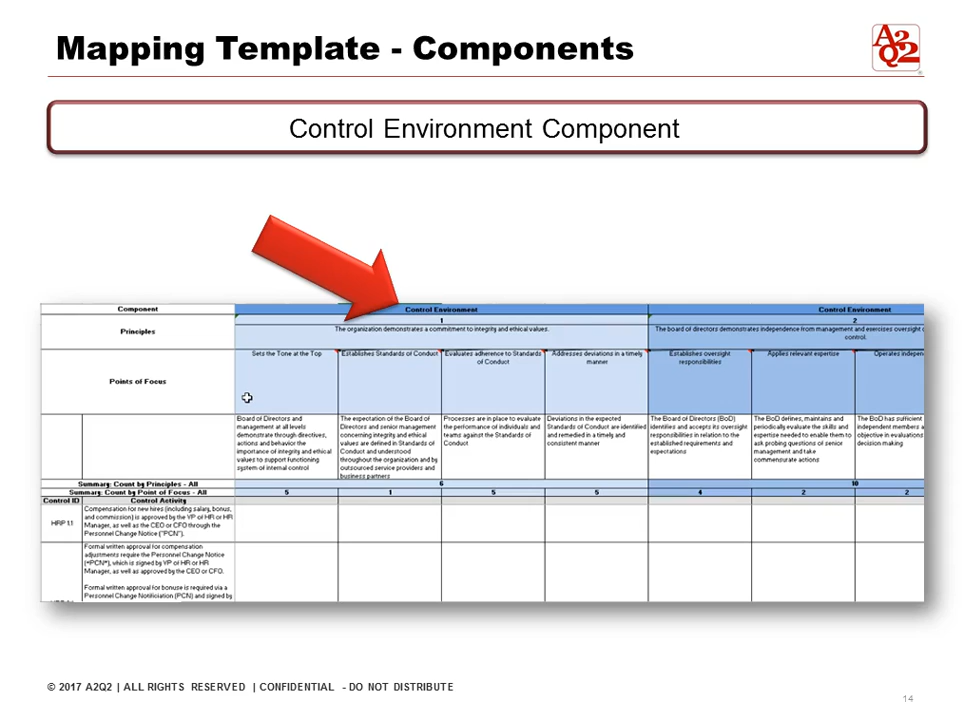 Mapping Template - Components
A2Q2
Control Environment Component
Component
Control Environment
Control Environment
Principles
1
2
The organization demonstrates a commitment to integrity and ethical values.
The board of directors demonstrates independence from management and exercises oversight
control.
Points of Focus
Sets the Tone at the Top
Establishes Standards of Conduct
Evaluates adherence to Standards
of Conduct
Addresses deviations in a timely
manner
Establishes oversight
responsibilities
Applies relevant expertise
Operates indepen
Board of Directors and
management at all levels
demonstrate through directives,
actions and behavior the
importance of integrity and ethical
values to support functioning
system of internal control
The expectation of the Board of
Directors and senior management
concerning integrity and ethical
values are defined in Standards of
Conduct and understood
throughout the organization and by
outsourced service providers and
business partners
Processes are in place to evaluate
the performance of individuals and
teams against the Standards of
Conduct
Deviations in the expected
Standards of Conduct are identified
and remedied in a timely and
consistent manner
The Board of Directors (BoD)
identifies and accepts its oversight
responsibilities in relation to the
established requirements and
expectations
The BoD defines, maintains and
periodically evaluate the skills and
expertise needed to enable them to
ask probing questions of senior
management and take
commensurate actions
The BoD has sufficient
independent members a
objective in evaluations
decision making
Summary: Count by Principles - All
6
10
Summary: Count by Point of Focus - All
5
1
5
5
4
2
2
Control ID
Control Activity
HRP 1.1
Compensation for new hires (including salary, bonus,
and commission) is approved by the VP of HR or HR
Manager, as well as the CEO or CFO through the
Personnel Change Notice ("PCN").
Formal written approval for compensation
adjustments require the Personnel Change Notice
("PCN"), which is signed by VP of HR or HR
Manager, as well as approved by the CEO or CFO.
Formal written approval for bonuse is required via a
Personnel Change Notificiation (PCN) and signed by
© 2017 A2Q2 | ALL RIGHTS RESERVED | CONFIDENTIAL - DO NOT DISTRIBUTE
14